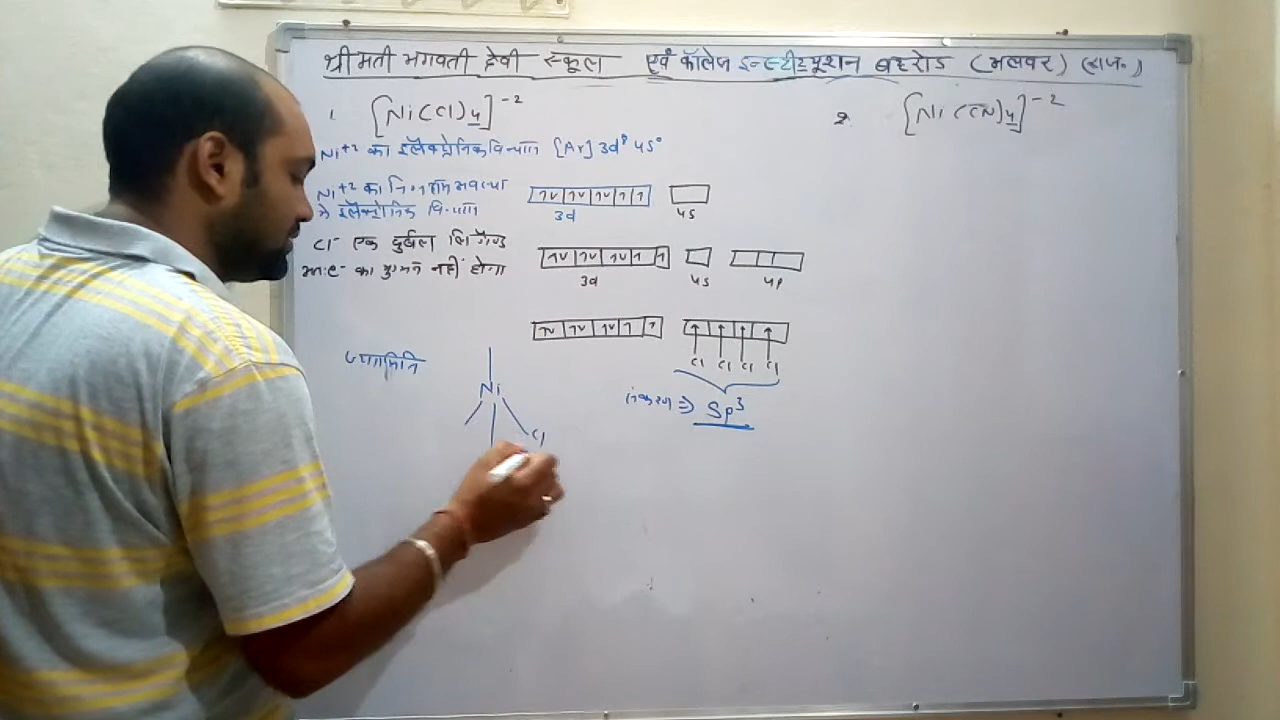 श्रीमती भगवती देवी स्कूल एवं कॉलेज इन्स्टीट्यूशन बहरोड (अलवर) (राज०)
1. [Ni(Cl)4]-2
2. [Ni(CN)4]-2
Ni+2 का इलैक्ट्रोनिक विन्यास [Ar] 3d8 4s0
Ni+2 का निम्नतम अवस्था
में इलैक्ट्रोनिक विन्यास
3d 4s
Cl- एक दुर्बल लिगेण्ड
अतः e- का युग्मन नहीं होगा
3d 4s 4p
Cl Cl Cl Cl
संकरण ⇒ Sp3
ज्यामिति
Ni
Cl